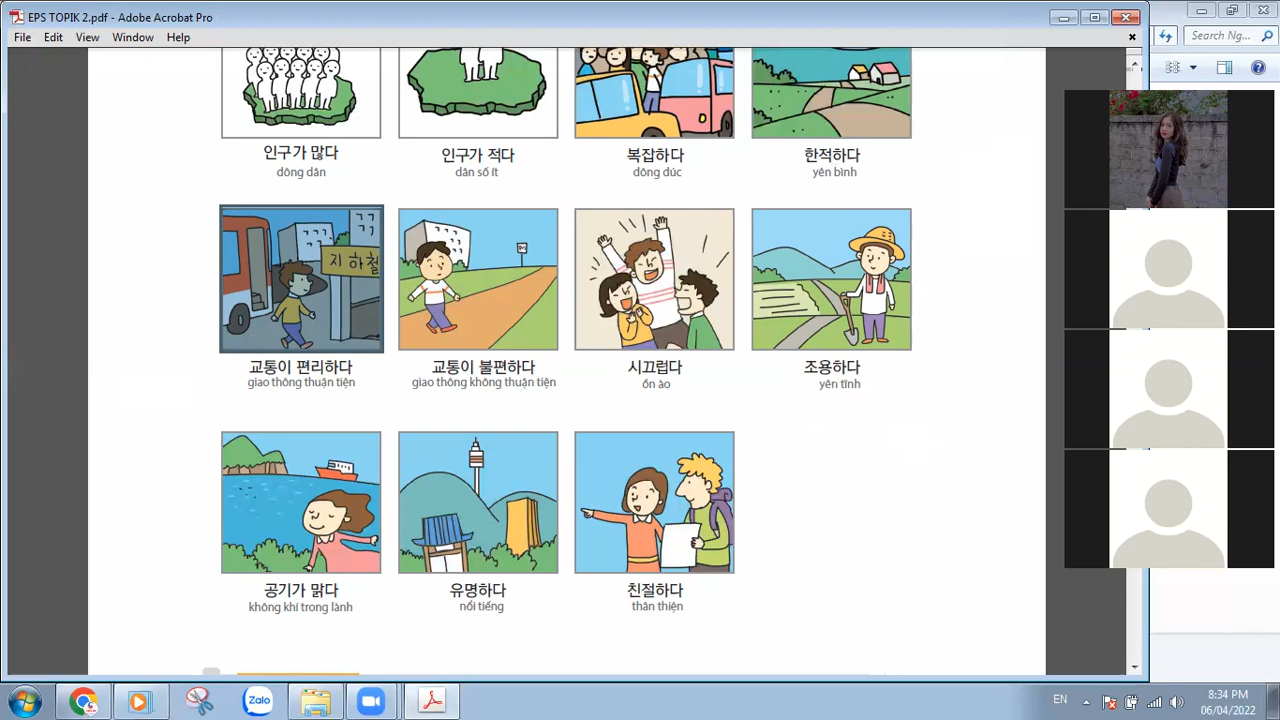 EPS TOPIK 2.pdf - Adobe Acrobat Pro
File Edit View Window Help
Search Ng...
인구가 많다 인구가 적다 복잡하다 한적하다
đông dân dân số ít đông đúc yên bình
지하철
교통이 편리하다 교통이 불편하다 시끄럽다 조용하다
giao thông thuận tiện giao thông không thuận tiện ồn ào yên tĩnh
공기가 맑다 유명하다 친절하다
không khí trong lành nổi tiếng thân thiện
Zalo
EN
8:34 PM
06/04/2022